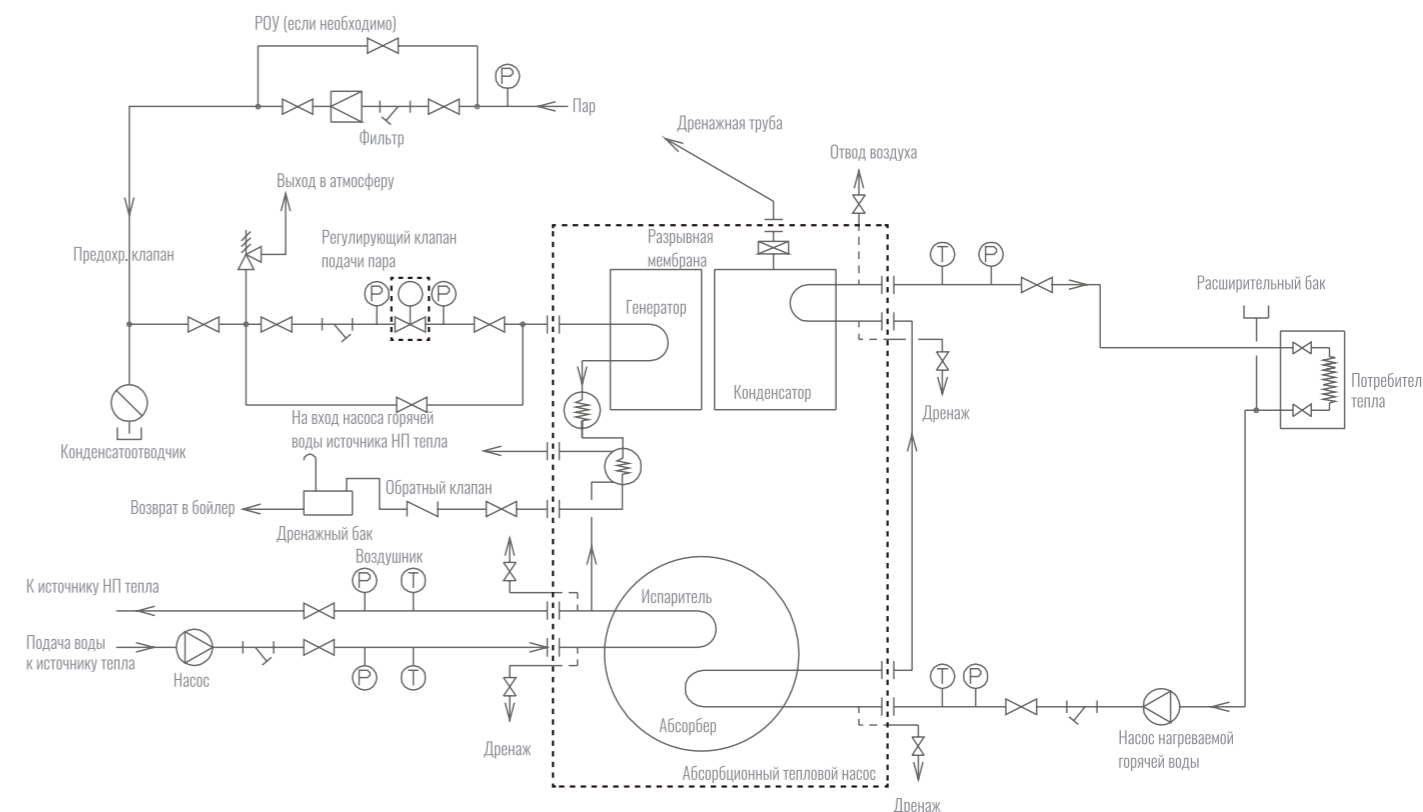 РОУ (если необходимо)
P
Пар
Фильтр
Дренажная труба
Отвод воздуха
Выход в атмосферу
Предохр. клапан
Регулирующий клапан
подачи пара
P
P
Разрывная
мембрана
Генератор
Конденсатор
T
P
Расширительный бак
Потребител
тепла
Дренаж
Конденсатоотводчик
На вход насоса горячей
воды источника НП тепла
Обратный клапан
Возврат в бойлер
Дренажный бак
Воздушник
К источнику НП тепла
P
T
Испаритель
Подача воды
к источнику тепла
Насос
P
T
Дренаж
Абсорбер
T
P
Насос нагреваемой
горячей воды
Абсорбционный тепловой насос
Дренаж